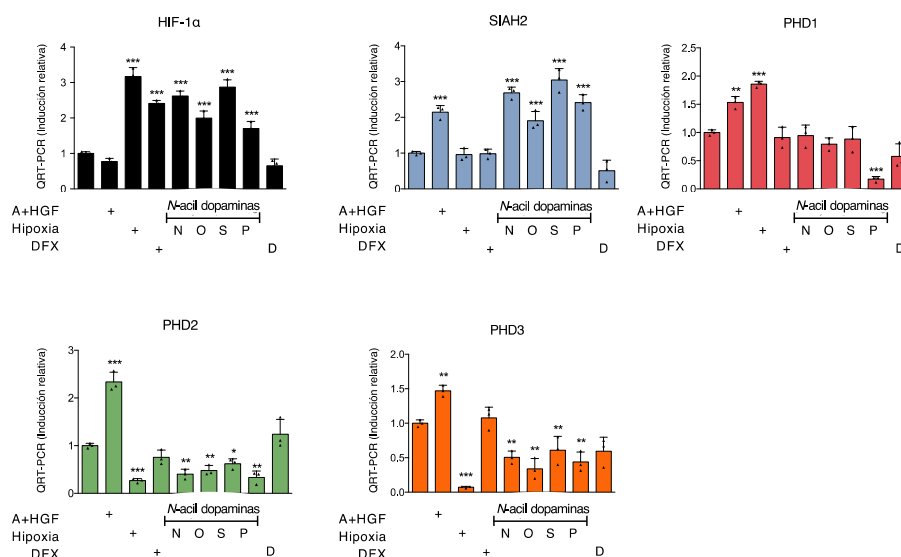 HIF-1α
QRT-PCR (Inducción relativa)
4
3
2
1
0
*** *** *** *** *** ***
A+HGF +
Hipoxia +
DFX +
N-acil dopaminas
N O S P
D
SIAH2
QRT-PCR (Inducción relativa)
4
3
2
1
0
*** *** *** *** ***
A+HGF +
Hipoxia +
DFX +
N-acil dopaminas
N O S P
D
PHD1
QRT-PCR (Inducción relativa)
2.5
2.0
1.5
1.0
0.5
0.0
** *** ***
A+HGF +
Hipoxia +
DFX +
N-acil dopaminas
N O S P
D
PHD2
QRT-PCR (Inducción relativa)
3
2
1
0
*** *** ** ** * **
A+HGF +
Hipoxia +
DFX +
N-acil dopaminas
N O S P
D
PHD3
QRT-PCR (Inducción relativa)
2.0
1.5
1.0
0.5
0.0
** *** ** ** ** **
A+HGF +
Hipoxia +
DFX +
N-acil dopaminas
N O S P
D